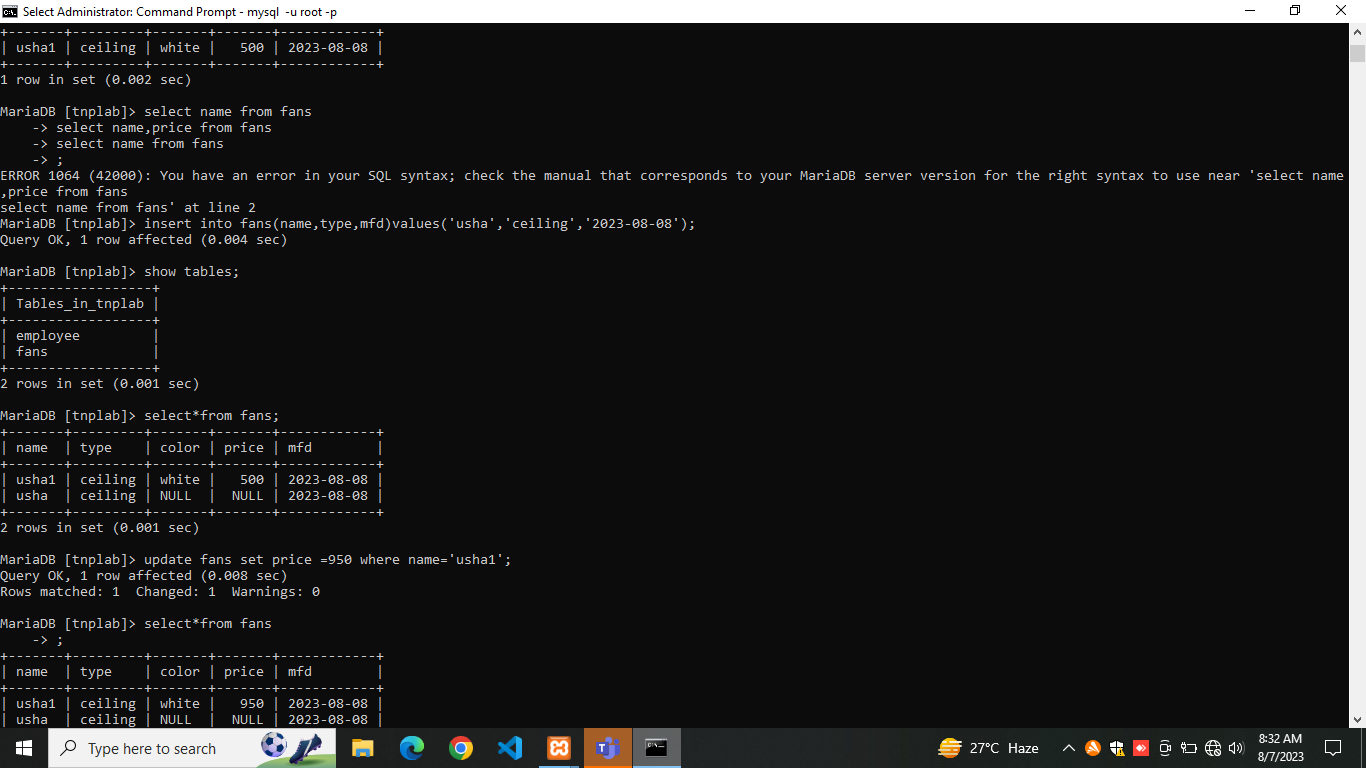 Select Administrator: Command Prompt - mysql  -u root -p
+-------+---------+-------+-------+------------+
| usha1 | ceiling | white |   500 | 2023-08-08 |
+-------+---------+-------+-------+------------+
1 row in set (0.002 sec)
MariaDB [tnplab]> select name from fans
    -> select name,price from fans
    -> select name from fans
    -> ;
ERROR 1064 (42000): You have an error in your SQL syntax; check the manual that corresponds to your MariaDB server version for the right syntax to use near 'select name
,price from fans
select name from fans' at line 2
MariaDB [tnplab]> insert into fans(name,type,mfd)values('usha','ceiling','2023-08-08');
Query OK, 1 row affected (0.004 sec)
MariaDB [tnplab]> show tables;
+------------------+
| Tables_in_tnplab |
+------------------+
| employee         |
| fans             |
+------------------+
2 rows in set (0.001 sec)
MariaDB [tnplab]> select*from fans;
+-------+---------+-------+-------+------------+
| name  | type    | color | price | mfd        |
+-------+---------+-------+-------+------------+
| usha1 | ceiling | white |   500 | 2023-08-08 |
| usha  | ceiling | NULL  |  NULL | 2023-08-08 |
+-------+---------+-------+-------+------------+
2 rows in set (0.001 sec)
MariaDB [tnplab]> update fans set price =950 where name='usha1';
Query OK, 1 row affected (0.008 sec)
Rows matched: 1  Changed: 1  Warnings: 0
MariaDB [tnplab]> select*from fans
    -> ;
+-------+---------+-------+-------+------------+
| name  | type    | color | price | mfd        |
+-------+---------+-------+-------+------------+
| usha1 | ceiling | white |   950 | 2023-08-08 |
| usha  | ceiling | NULL  |  NULL | 2023-08-08 |
Type here to search
27°C  Haze
8:32 AM
8/7/2023